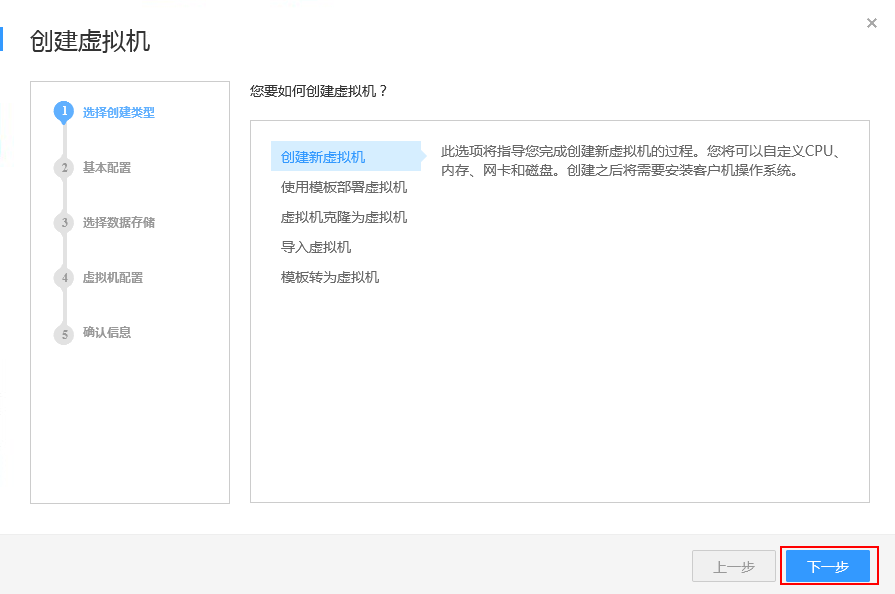 ×
创建虚拟机
1 选择创建类型
2 基本配置
3 选择数据存储
4 虚拟机配置
5 确认信息
您要如何创建虚拟机？
创建新虚拟机
使用模板部署虚拟机
虚拟机克隆为虚拟机
导入虚拟机
模板转为虚拟机
此选项将指导您完成创建新虚拟机的过程。您将可以自定义CPU、
内存、网卡和磁盘。创建之后将需要安装客户机操作系统。
上一步
下一步